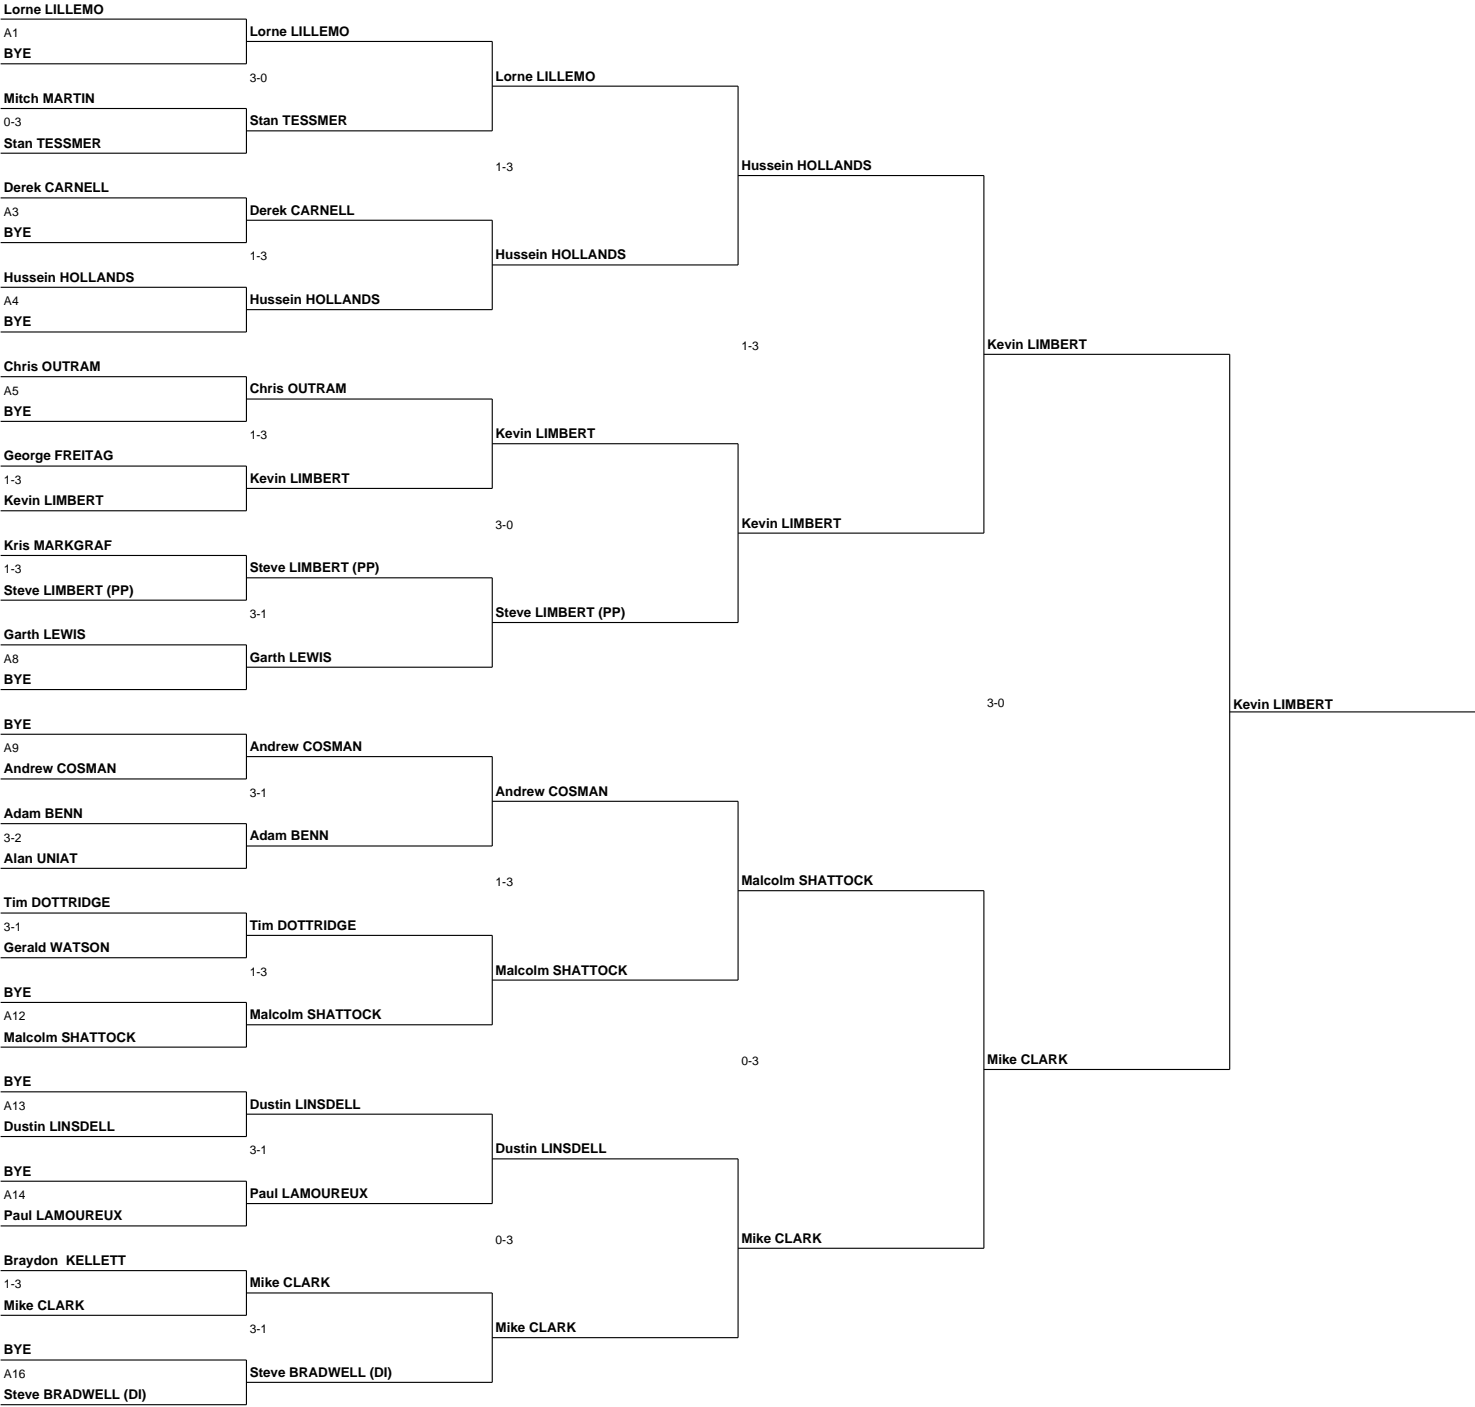 Lorne LILLEMO
A1
BYE
Mitch MARTIN
0-3
Stan TESSMER
Derek CARNELL
A3
BYE
Hussein HOLLANDS
A4
BYE
Chris OUTRAM
A5
BYE
George FREITAG
1-3
Kevin LIMBERT
Kris MARKGRAF
1-3
Steve LIMBERT (PP)
Garth LEWIS
A8
BYE
BYE
A9
Andrew COSMAN
Adam BENN
3-2
Alan UNIAT
Tim DOTTRIDGE
3-1
Gerald WATSON
BYE
A12
Malcolm SHATTOCK
BYE
A13
Dustin LINSDELL
BYE
A14
Paul LAMOUREUX
Braydon  KELLETT
1-3
Mike CLARK
BYE
A16
Steve BRADWELL (DI)
Lorne LILLEMO
3-0
Stan TESSMER
Derek CARNELL
1-3
Hussein HOLLANDS
Chris OUTRAM
1-3
Kevin LIMBERT
Steve LIMBERT (PP)
3-1
Garth LEWIS
Andrew COSMAN
3-1
Adam BENN
Tim DOTTRIDGE
1-3
Malcolm SHATTOCK
Dustin LINSDELL
3-1
Paul LAMOUREUX
Mike CLARK
3-1
Steve BRADWELL (DI)
Lorne LILLEMO
1-3
Hussein HOLLANDS
Kevin LIMBERT
3-0
Steve LIMBERT (PP)
Andrew COSMAN
1-3
Malcolm SHATTOCK
Dustin LINSDELL
0-3
Mike CLARK
Hussein HOLLANDS
1-3
Kevin LIMBERT
Malcolm SHATTOCK
0-3
Mike CLARK
Kevin LIMBERT
3-0
Mike CLARK
Kevin LIMBERT